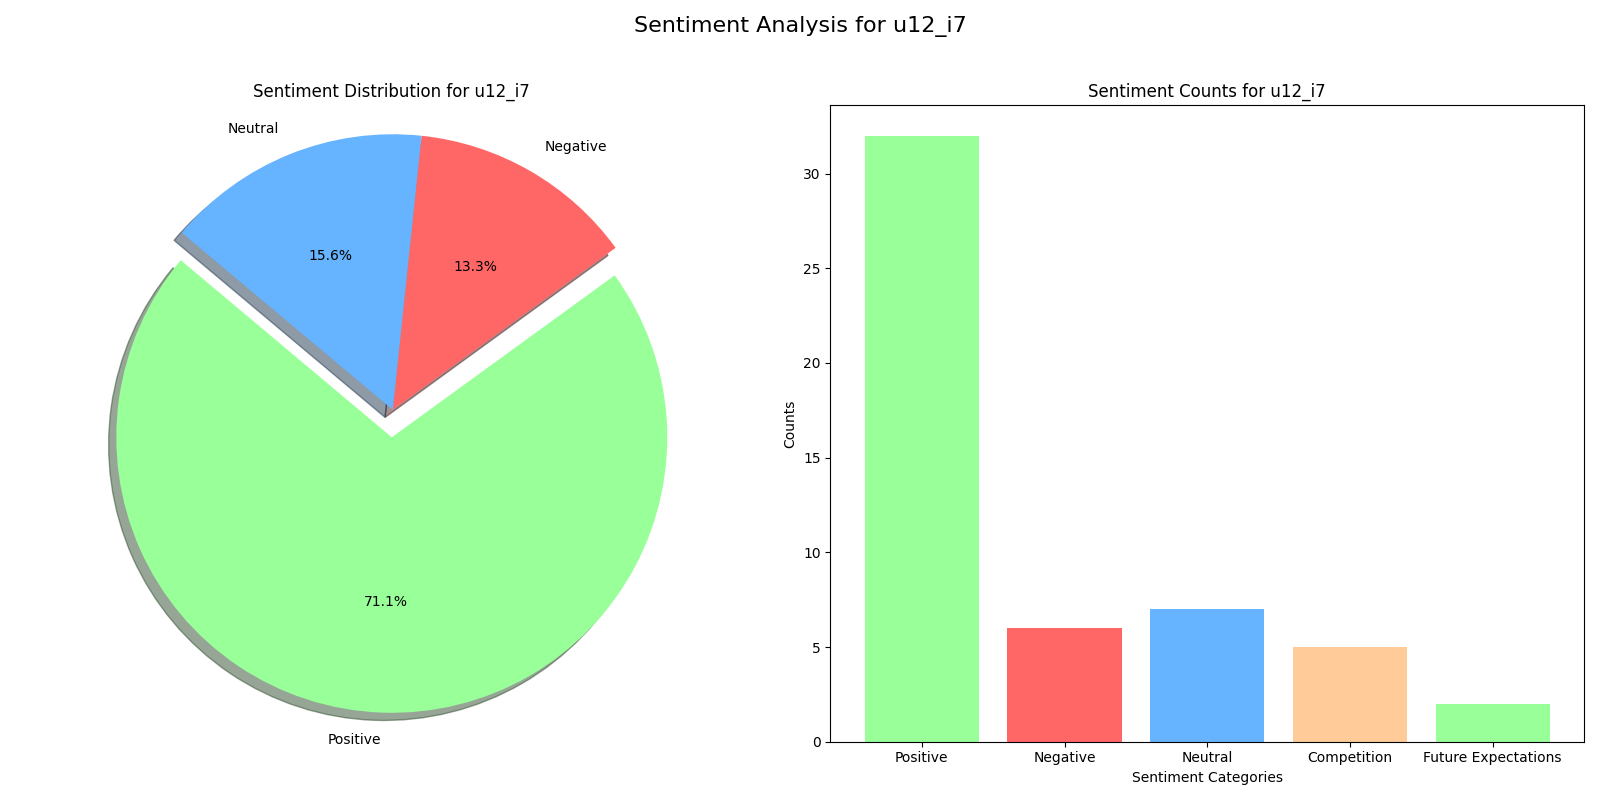 Sentiment Analysis for u12_i7
Sentiment Distribution for u12_i7
Neutral
Negative
15.6%
13.3%
71.1%
Positive
Sentiment Counts for u12_i7
Counts
30
25
20
15
10
5
0
Positive Negative Neutral Competition Future Expectations
Sentiment Categories